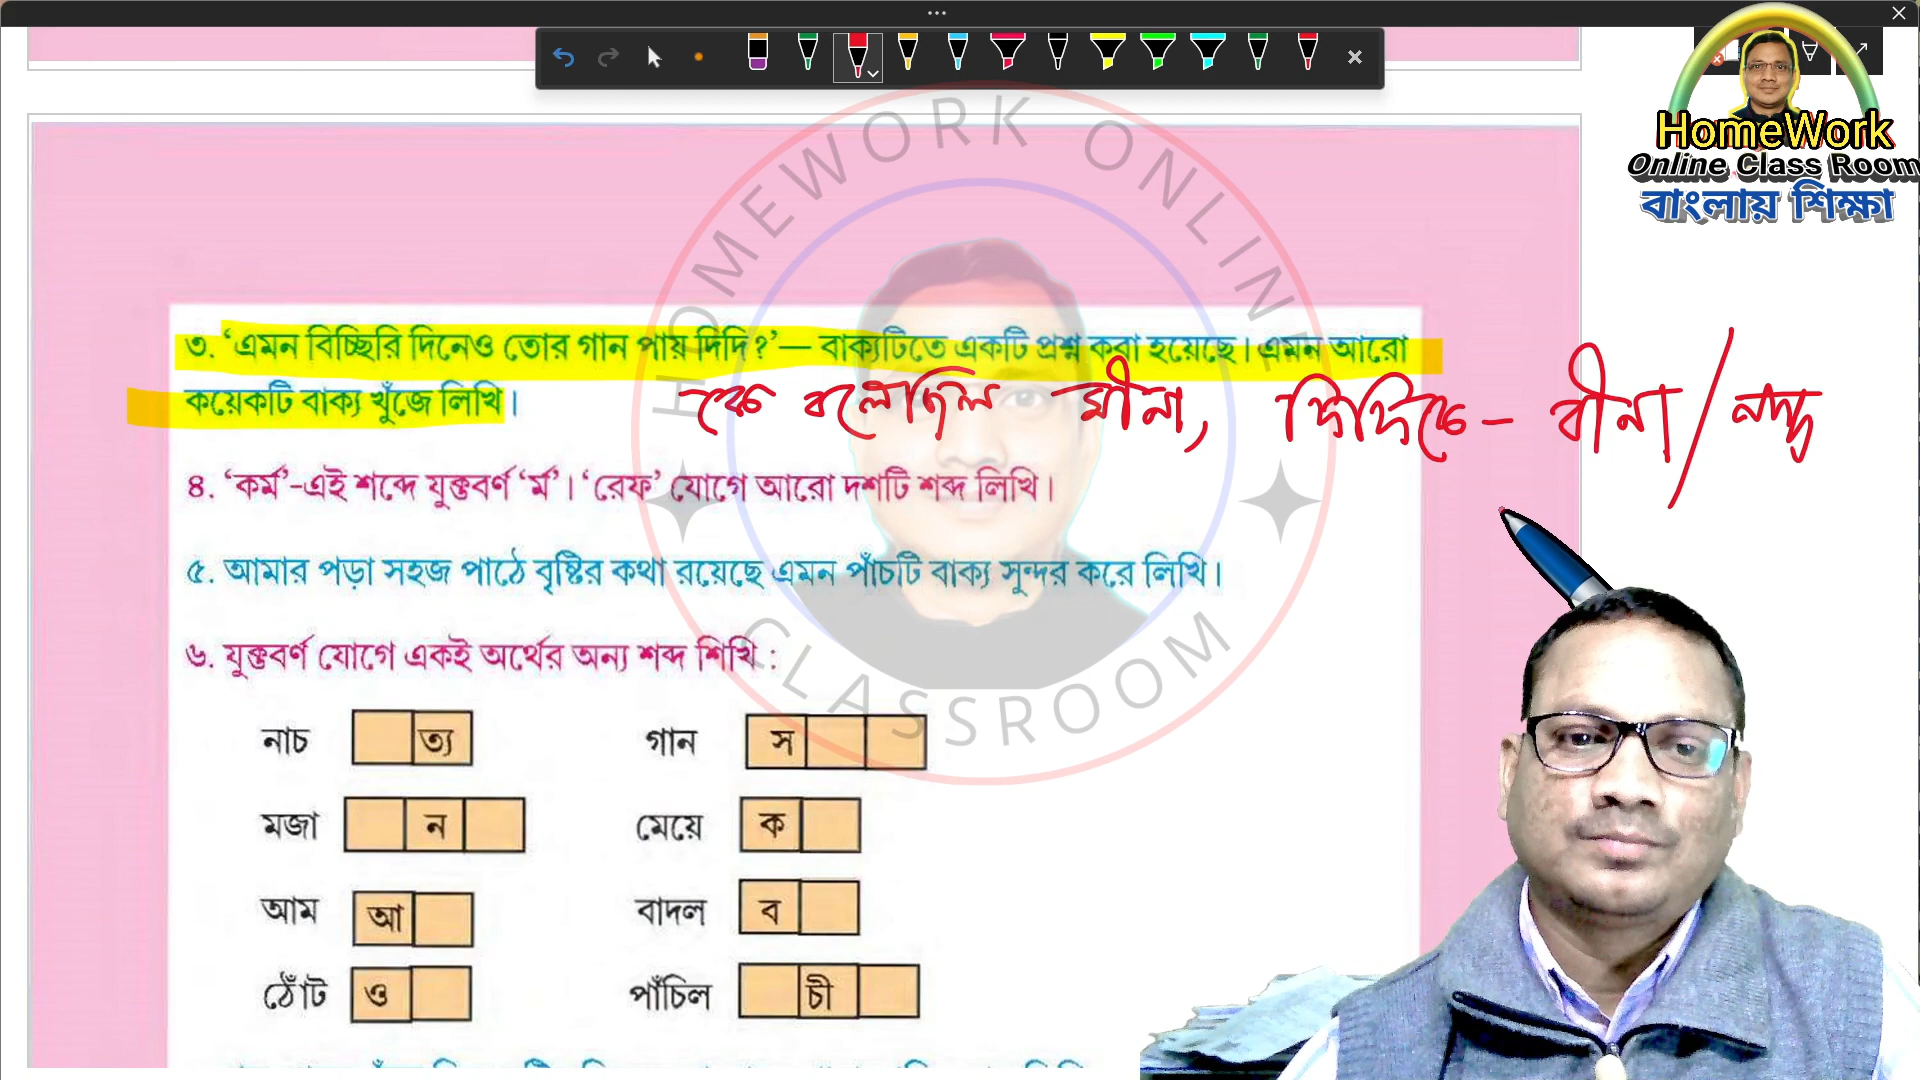 HomeWork
Online Class Room
বাংলায় শিক্ষা
HOMEWORK ONLINE
CLASSROOM
৩. ‘এমন বিচ্ছিরি দিনেও তোর গান পায় দিদি ?’— বাক্যটিতে একটি প্রশ্ন করা হয়েছে। এমন আরো
কয়েকটি বাক্য খুঁজে লিখি।
কে বলেছিল মীনা, দিদিকে - বীনা /
৪. ‘কর্ম’-এই শব্দে যুক্তবর্ণ ‘র্ম’। ‘রেফ’ যোগে আরো দশটি শব্দ লিখি।
৫. আমার পড়া সহজ পাঠে বৃষ্টির কথা রয়েছে এমন পাঁচটি বাক্য সুন্দর করে লিখি।
৬. যুক্তবর্ণ যোগে একই অর্থের অন্য শব্দ শিখি :
নাচ ত্য গান স
মজা ন মেয়ে ক
আম আ বাদল ব
ঠোঁট ও পাঁচিল চী